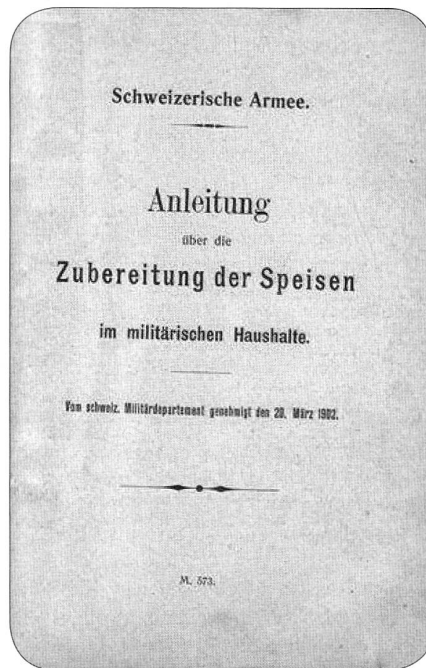 Schweizerische Armee.
Anleitung
über die
Zubereitung der Speisen
im militärischen Haushalte.
Vom schweiz. Militärdepartement genehmigt den 20. März 1902.
M. 573.